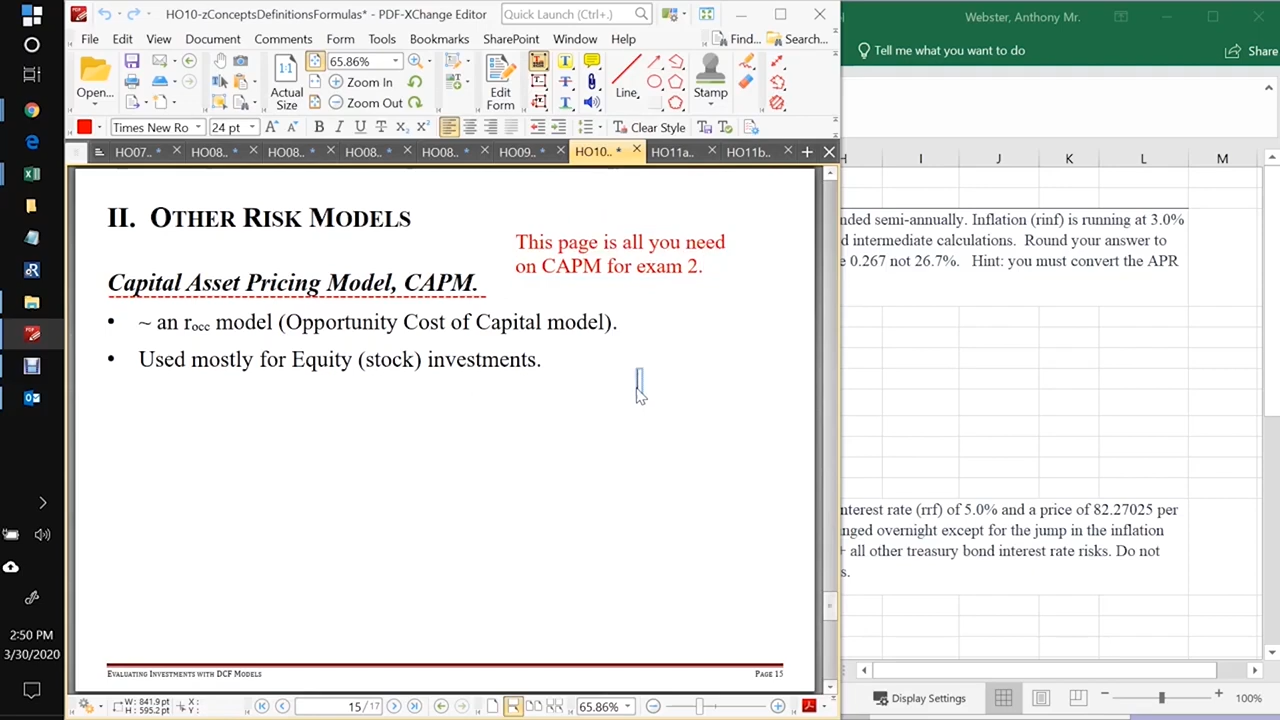 HO10-zConceptsDefinitionsFormulas* - PDF-XChange Editor
Quick Launch (Ctrl+.)
Webster, Anthony Mr.
File Edit View Document Comments Form Tools Bookmarks SharePoint Window Help
Find...
Search...
Tell me what you want to do
Share
65.86%
Zoom In
Zoom Out
Open...
Actual
Size
Edit
Form
Line,
Stamp
Times New Ro
24 pt
Clear Style
HO07..* HO08..* HO08..* HO08..* HO08..* HO09..* HO10..* HO11a.. HO11b..
H I J K L M
II. OTHER RISK MODELS
This page is all you need
on CAPM for exam 2.
Capital Asset Pricing Model, CAPM.
• ~ an rocc model (Opportunity Cost of Capital model).
• Used mostly for Equity (stock) investments.
nded semi-annually. Inflation (rinf) is running at 3.0%
d intermediate calculations. Round your answer to
e 0.267 not 26.7%. Hint: you must convert the APR
nterest rate (rrf) of 5.0% and a price of 82.27025 per
nged overnight except for the jump in the inflation
+ all other treasury bond interest rate risks. Do not
s.
EVALUATING INVESTMENTS WITH DCF MODELS
PAGE 15
2:50 PM
3/30/2020
W: 841.9 pt
H: 595.2 pt
X:
Y:
15 / 17
65.86%
Display Settings
100%